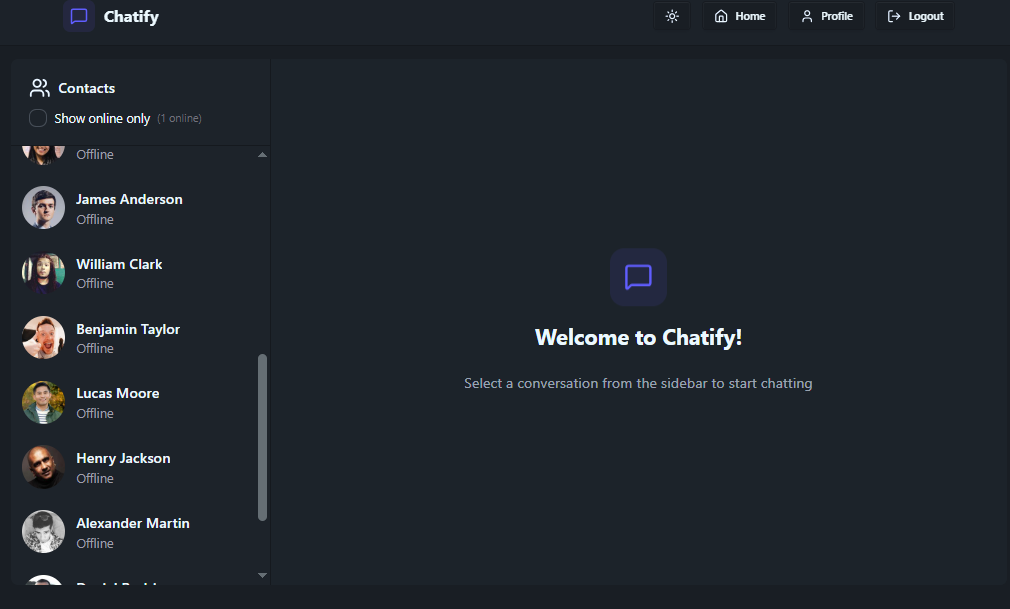 Chatify
Home
Profile
Logout
Contacts
Show online only (1 online)
Offline
James Anderson
Offline
William Clark
Offline
Benjamin Taylor
Offline
Lucas Moore
Offline
Henry Jackson
Offline
Alexander Martin
Offline
Welcome to Chatify!
Select a conversation from the sidebar to start chatting